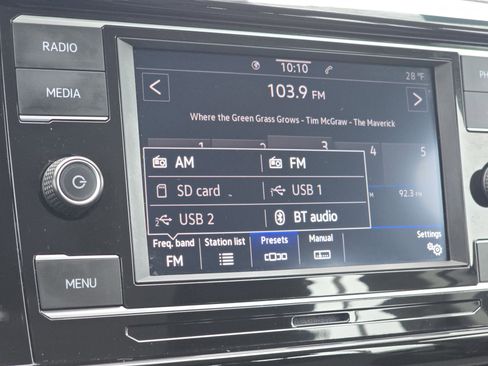 RADIO
MEDIA
MENU
10:10
28 °F
103.9 FM
Where the Green Grass Grows - Tim McGraw - The Maverick
1 2 3 4 5
AM FM
SD card USB 1
USB 2 BT audio
92.3 FM
Freq. band Station list Presets Manual Settings
FM